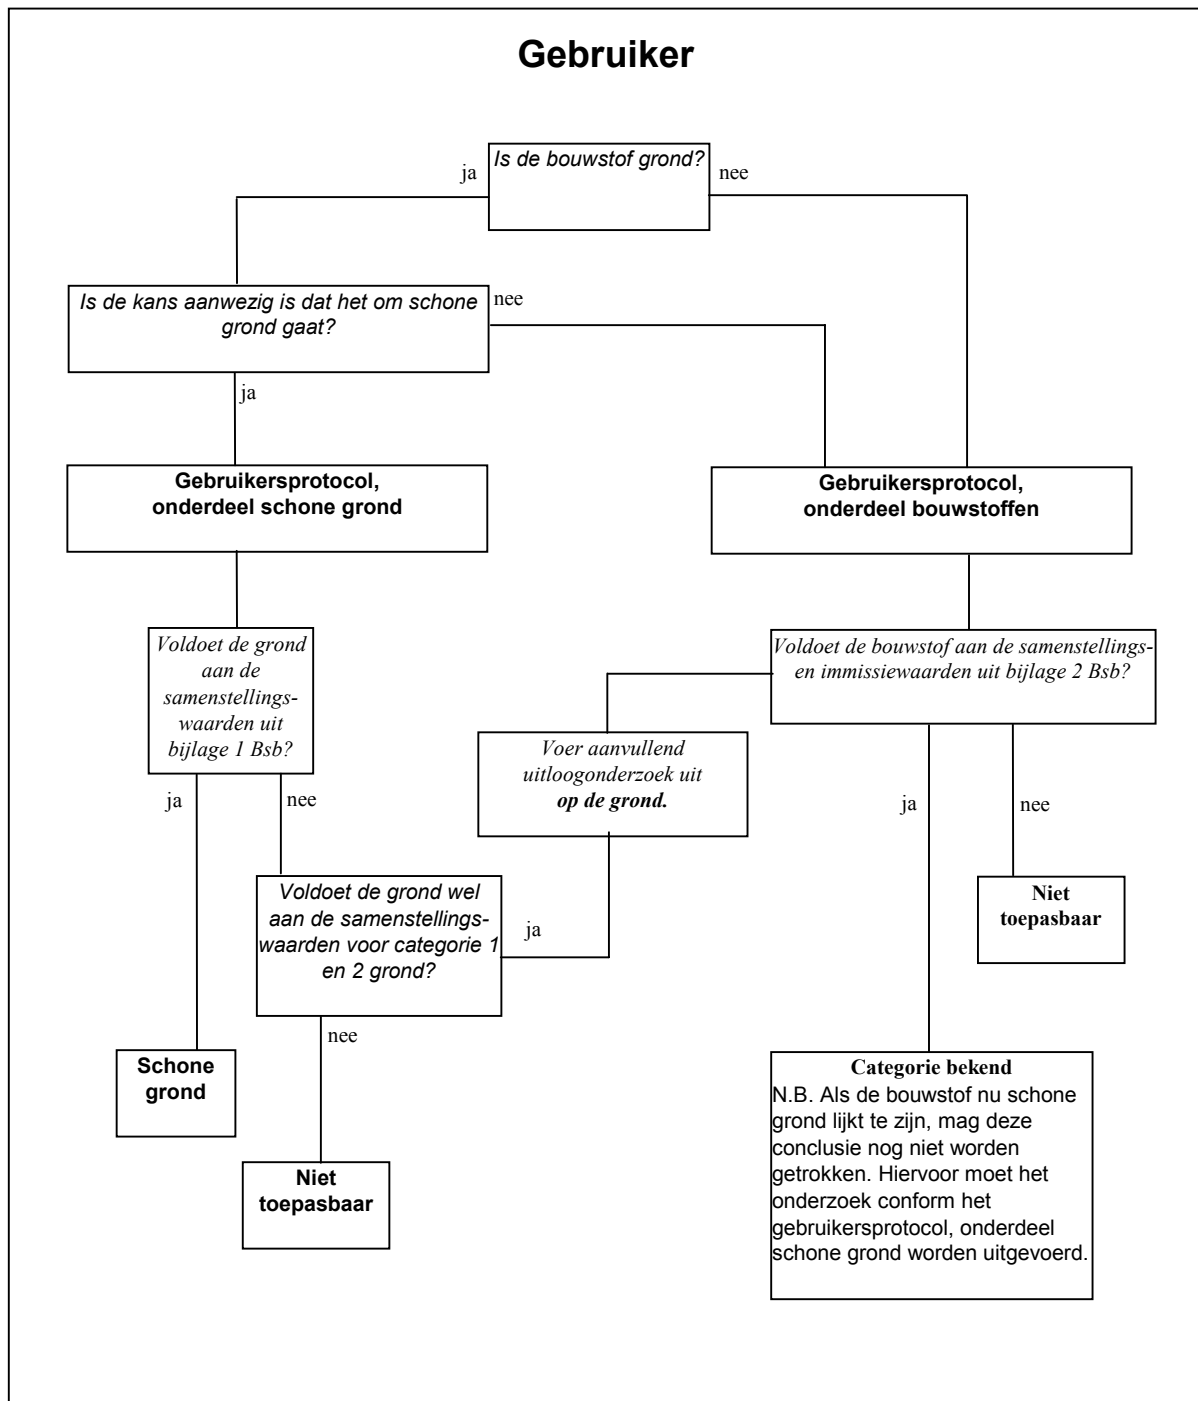 Gebruiker
Is de bouwstof grond?
ja
nee
Is de kans aanwezig is dat het om schone
grond gaat?
nee
ja
Gebruikersprotocol,
onderdeel schone grond
Gebruikersprotocol,
onderdeel bouwstoffen
Voldoet de grond
aan de
samenstellings-
waarden uit
bijlage 1 Bsb?
Voldoet de bouwstof aan de samenstellings-
en immissiewaarden uit bijlage 2 Bsb?
Voer aanvullend
uitloogonderzoek uit
op de grond.
ja
nee
ja
nee
Voldoet de grond wel
aan de samenstellings-
waarden voor categorie 1
en 2 grond?
ja
Niet
toepasbaar
nee
Schone
grond
Niet
toepasbaar
Categorie bekend
N.B. Als de bouwstof nu schone
grond lijkt te zijn, mag deze
conclusie nog niet worden
getrokken. Hiervoor moet het
onderzoek conform het
gebruikersprotocol, onderdeel
schone grond worden uitgevoerd.